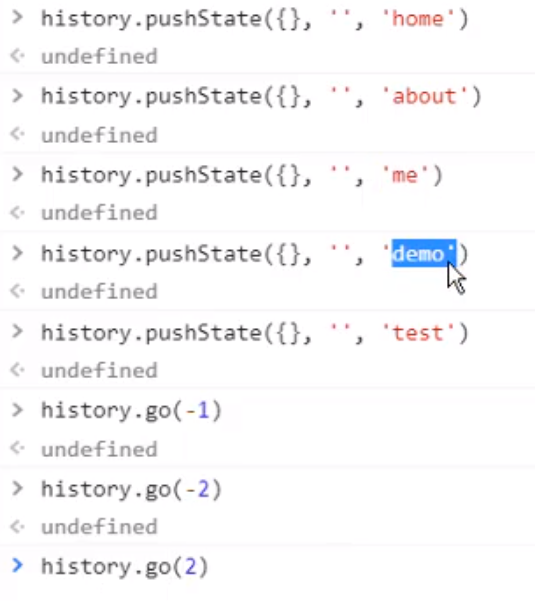 > history.pushState({}, '', 'home')
<· undefined
> history.pushState({}, '', 'about')
<· undefined
> history.pushState({}, '', 'me')
<· undefined
> history.pushState({}, '', 'demo')
<· undefined
> history.pushState({}, '', 'test')
<· undefined
> history.go(-1)
<· undefined
> history.go(-2)
<· undefined
> history.go(2)